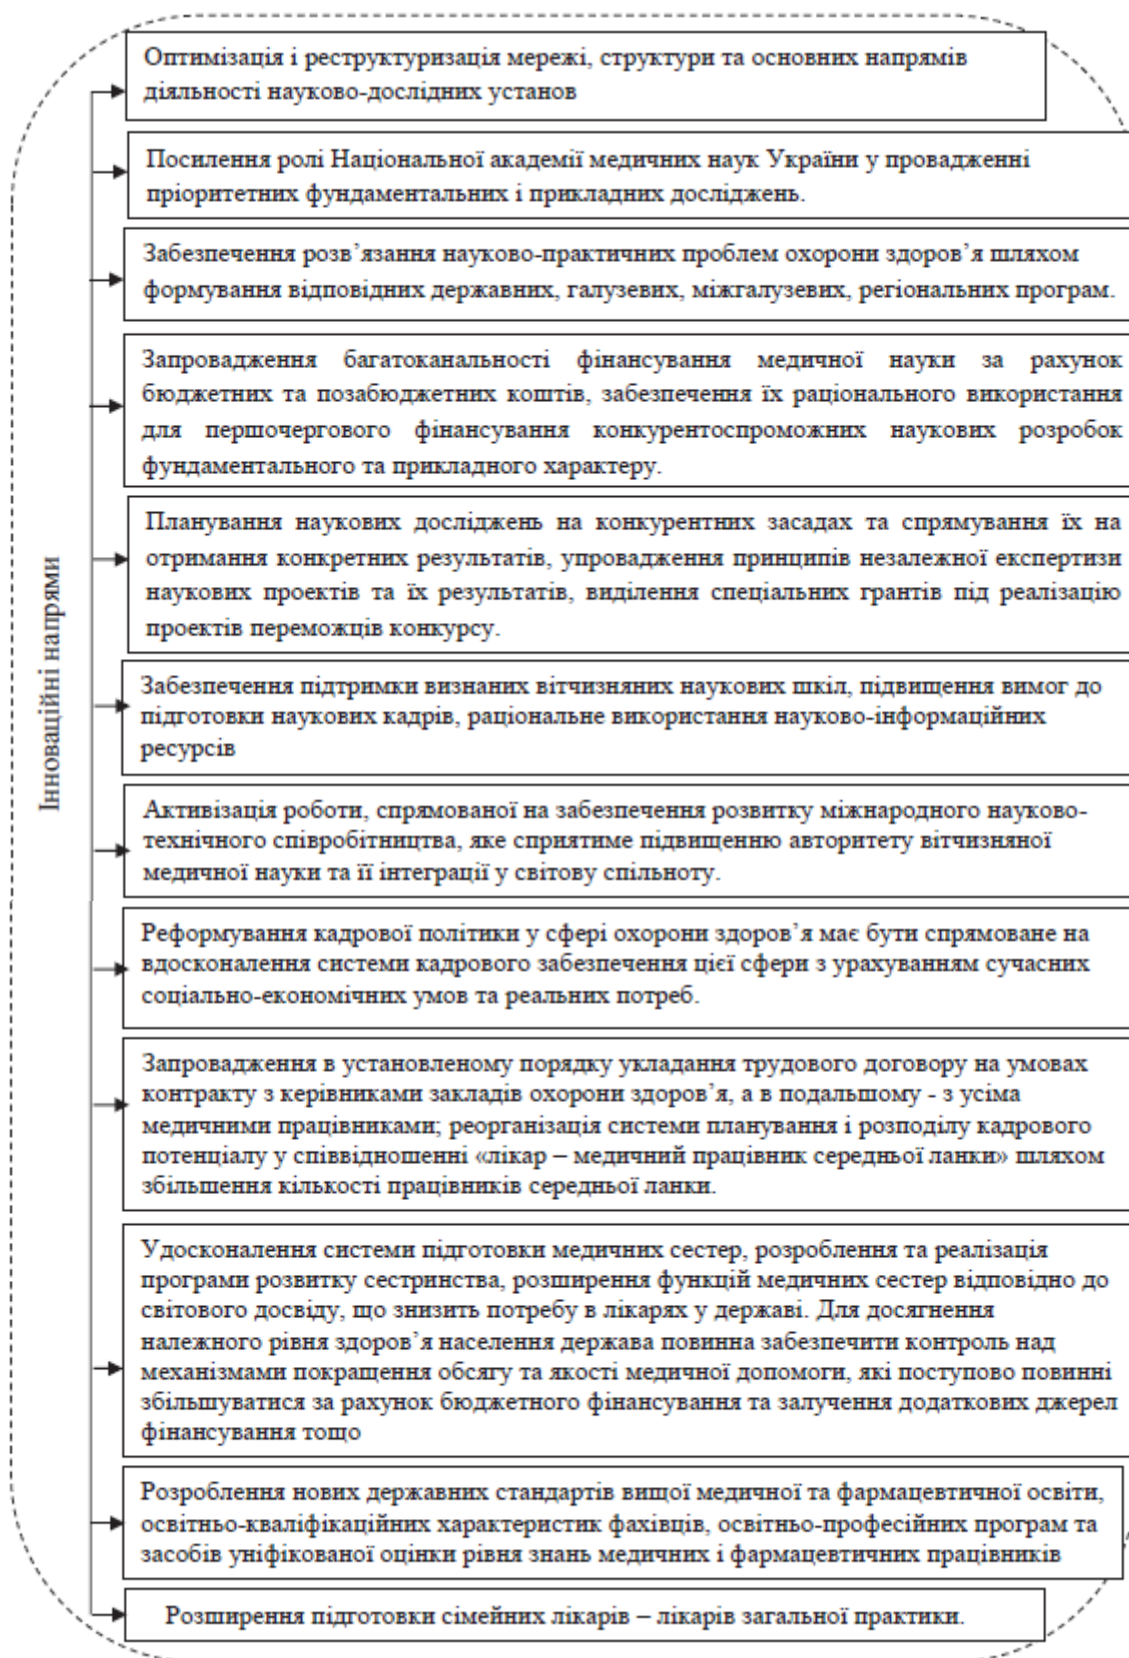 Інноваційні напрями
Оптимізація і реструктуризація мережі, структури та основних напрямів
діяльності науково-дослідних установ
Посилення ролі Національної академії медичних наук України у провадженні
пріоритетних фундаментальних і прикладних досліджень.
Забезпечення розв’язання науково-практичних проблем охорони здоров’я шляхом
формування відповідних державних, галузевих, міжгалузевих, регіональних програм.
Запровадження багатоканальності фінансування медичної науки за рахунок
бюджетних та позабюджетних коштів, забезпечення їх раціонального використання
для першочергового фінансування конкурентоспроможних наукових розробок
фундаментального та прикладного характеру.
Планування наукових досліджень на конкурентних засадах та спрямування їх на
отримання конкретних результатів, упровадження принципів незалежної експертизи
наукових проектів та їх результатів, виділення спеціальних грантів під реалізацію
проектів переможців конкурсу.
Забезпечення підтримки визнаних вітчизняних наукових шкіл, підвищення вимог до
підготовки наукових кадрів, раціональне використання науково-інформаційних
ресурсів
Активізація роботи, спрямованої на забезпечення розвитку міжнародного науково-
технічного співробітництва, яке сприятиме підвищенню авторитету вітчизняної
медичної науки та її інтеграції у світову спільноту.
Реформування кадрової політики у сфері охорони здоров’я має бути спрямоване на
вдосконалення системи кадрового забезпечення цієї сфери з урахуванням сучасних
соціально-економічних умов та реальних потреб.
Запровадження в установленому порядку укладання трудового договору на умовах
контракту з керівниками закладів охорони здоров’я, а в подальшому - з усіма
медичними працівниками; реорганізація системи планування і розподілу кадрового
потенціалу у співвідношенні «лікар – медичний працівник середньої ланки» шляхом
збільшення кількості працівників середньої ланки.
Удосконалення системи підготовки медичних сестер, розроблення та реалізація
програми розвитку сестринства, розширення функцій медичних сестер відповідно до
світового досвіду, що знизить потребу в лікарях у державі. Для досягнення
належного рівня здоров’я населення держава повинна забезпечити контроль над
механізмами покращення обсягу та якості медичної допомоги, які поступово повинні
збільшуватися за рахунок бюджетного фінансування та залучення додаткових джерел
фінансування тощо
Розроблення нових державних стандартів вищої медичної та фармацевтичної освіти,
освітньо-кваліфікаційних характеристик фахівців, освітньо-професійних програм та
засобів уніфікованої оцінки рівня знань медичних і фармацевтичних працівників
Розширення підготовки сімейних лікарів – лікарів загальної практики.